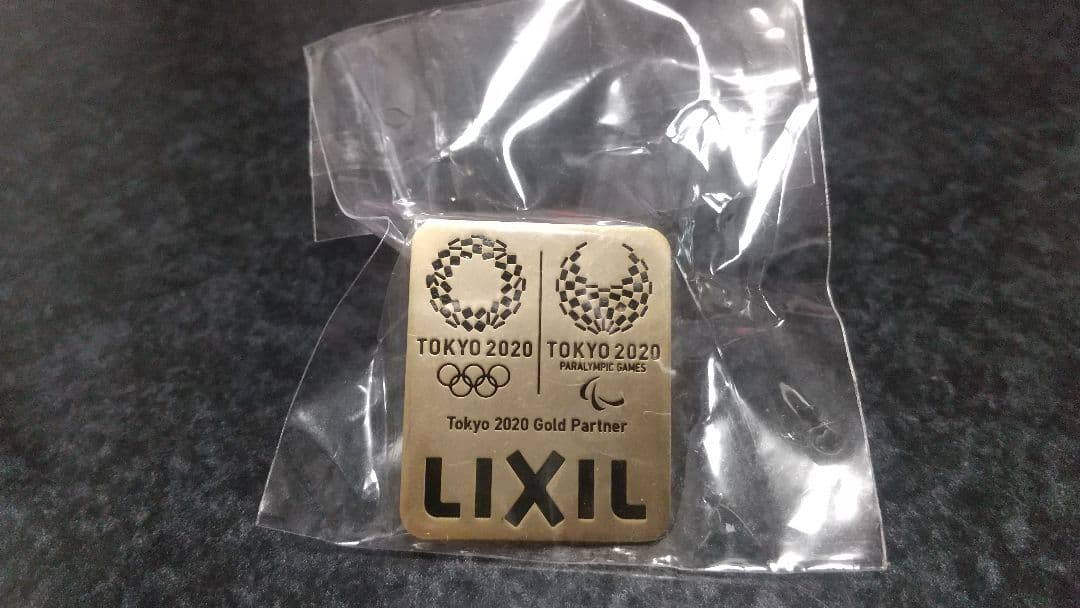 TOKYO 2020
TOKYO 2020
PARALYMPIC GAMES
Tokyo 2020 Gold Partner
LIXIL